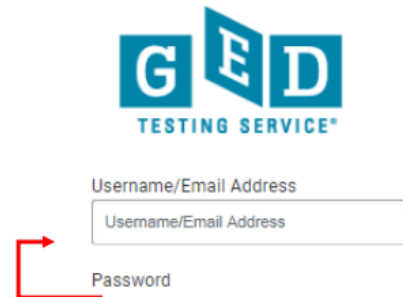 GED
TESTING SERVICE®
Username/Email Address
Username/Email Address
Password